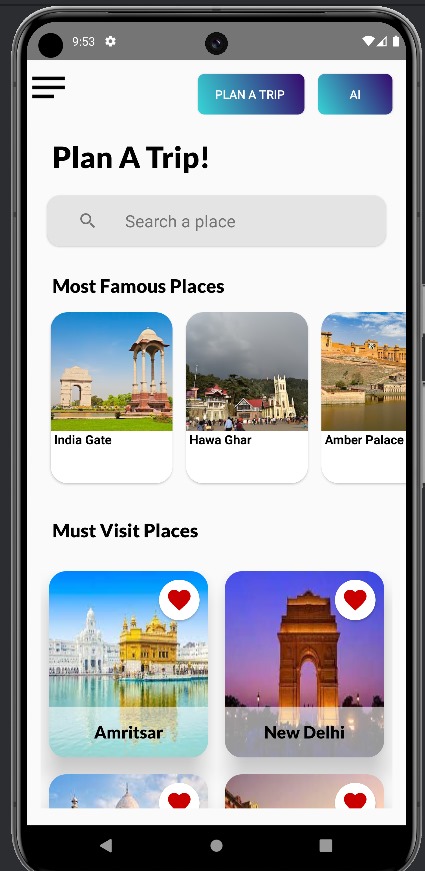 9:53
PLAN A TRIP
AI
Plan A Trip!
Search a place
Most Famous Places
India Gate
Hawa Ghar
Amber Palace
Must Visit Places
Amritsar
New Delhi